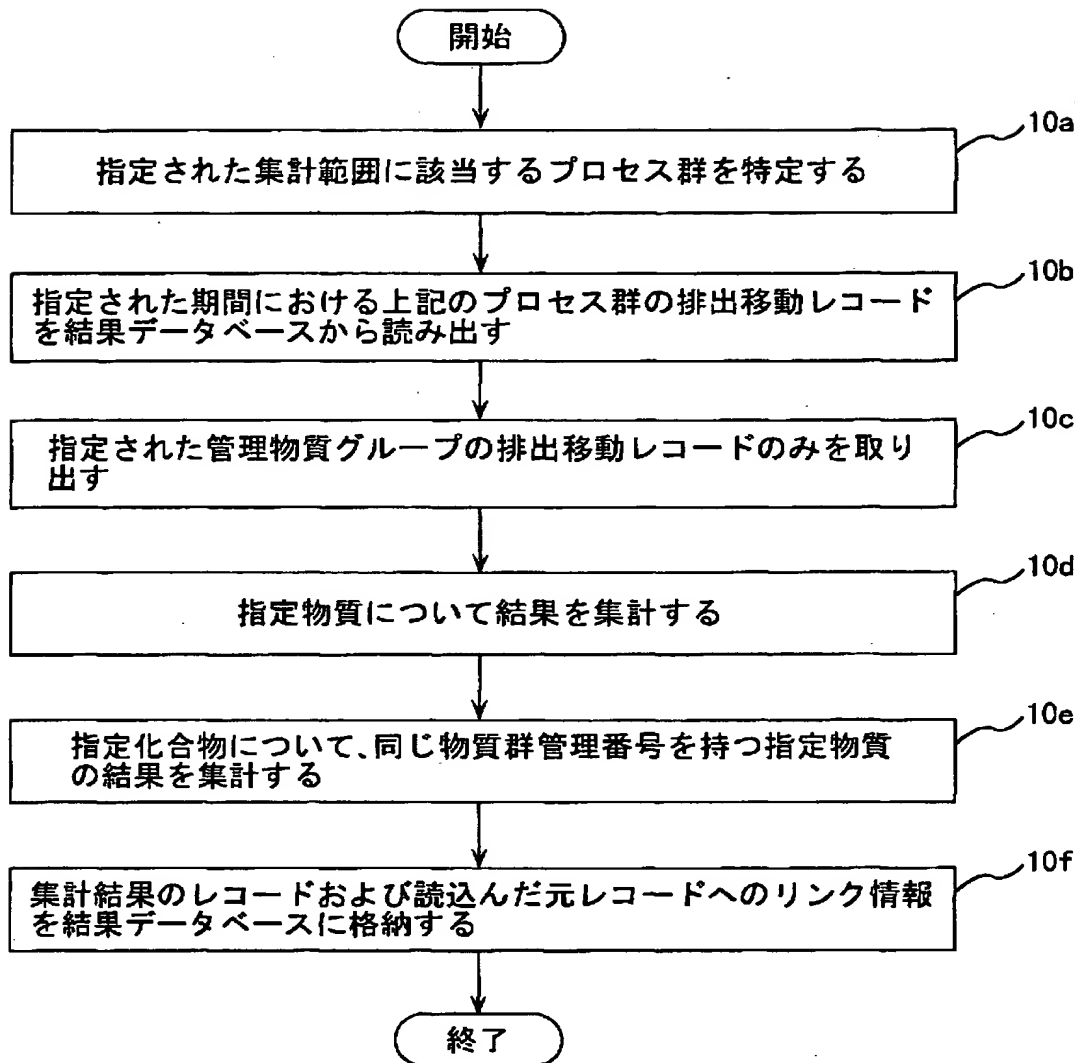 開始
10a
指定された集計範囲に該当するプロセス群を特定する
10b
指定された期間における上記のプロセス群の排出移動レコード
を結果データベースから読み出す
10c
指定された管理物質グループの排出移動レコードのみを取り
出す
10d
指定物質について結果を集計する
10e
指定化合物について、同じ物質群管理番号を持つ指定物質
の結果を集計する
10f
集計結果のレコードおよび読込んだ元レコードへのリンク情報
を結果データベースに格納する
終了